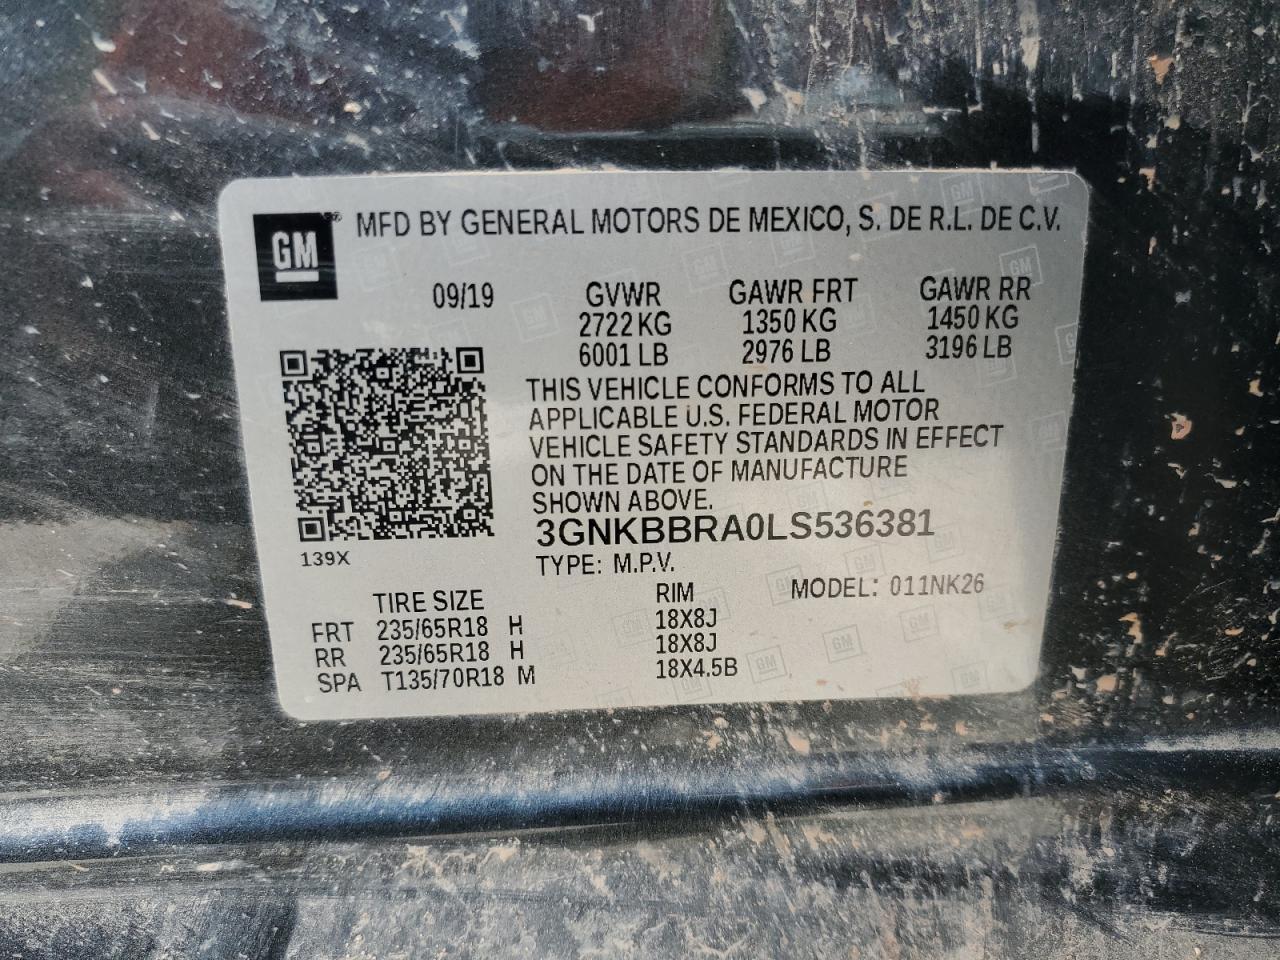 GM
MFD BY GENERAL MOTORS DE MEXICO, S. DE R.L. DE C.V.
09/19 GVWR GAWR FRT GAWR RR
2722 KG 1350 KG 1450 KG
6001 LB 2976 LB 3196 LB
THIS VEHICLE CONFORMS TO ALL
APPLICABLE U.S. FEDERAL MOTOR
VEHICLE SAFETY STANDARDS IN EFFECT
ON THE DATE OF MANUFACTURE
SHOWN ABOVE.
3GNKBBRA0LS536381
139X
TYPE: M.P.V.
TIRE SIZE RIM MODEL: 011NK26
FRT 235/65R18 H 18X8J
RR 235/65R18 H 18X8J
SPA T135/70R18 M 18X4.5B